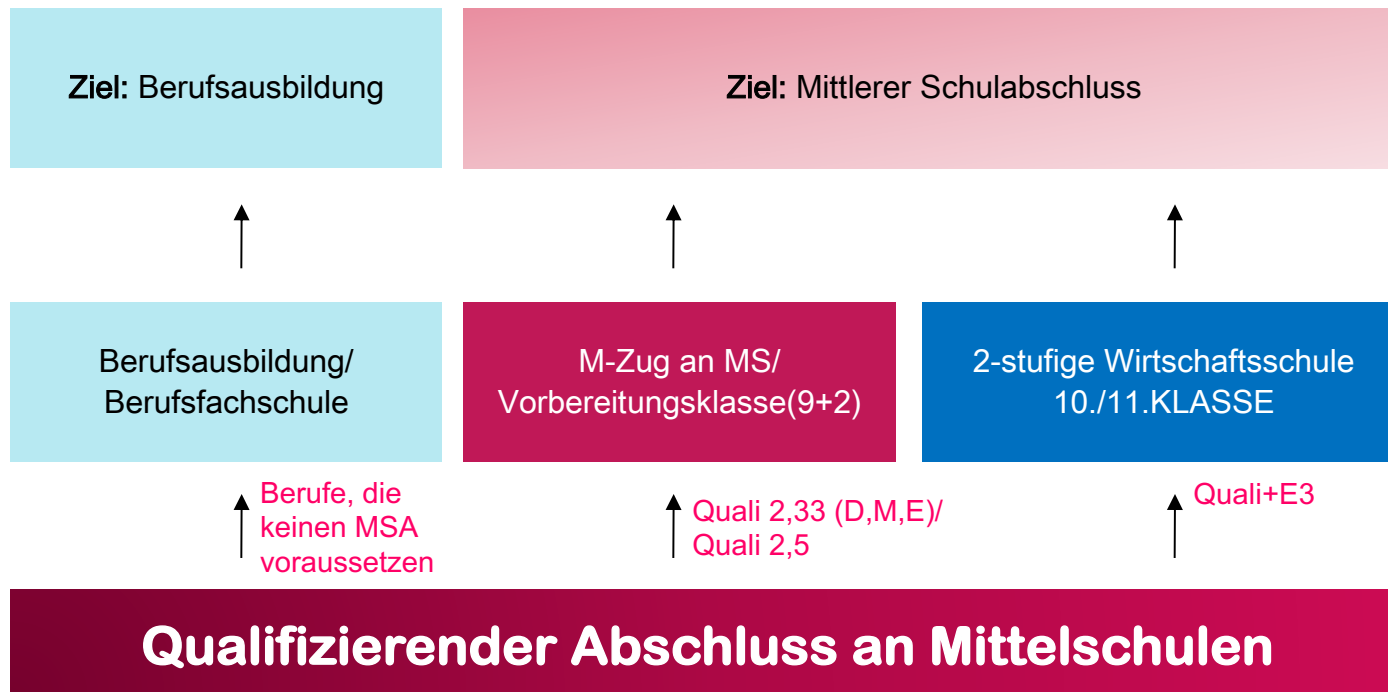 Ziel: Berufsausbildung
Ziel: Mittlerer Schulabschluss
Berufsausbildung/
Berufsfachschule
M-Zug an MS/
Vorbereitungsklasse(9+2)
2-stufige Wirtschaftsschule
10./11.KLASSE
Berufe, die
keinen MSA
voraussetzen
Quali 2,33 (D,M,E)/
Quali 2,5
Quali+E3
Qualifizierender Abschluss an Mittelschulen